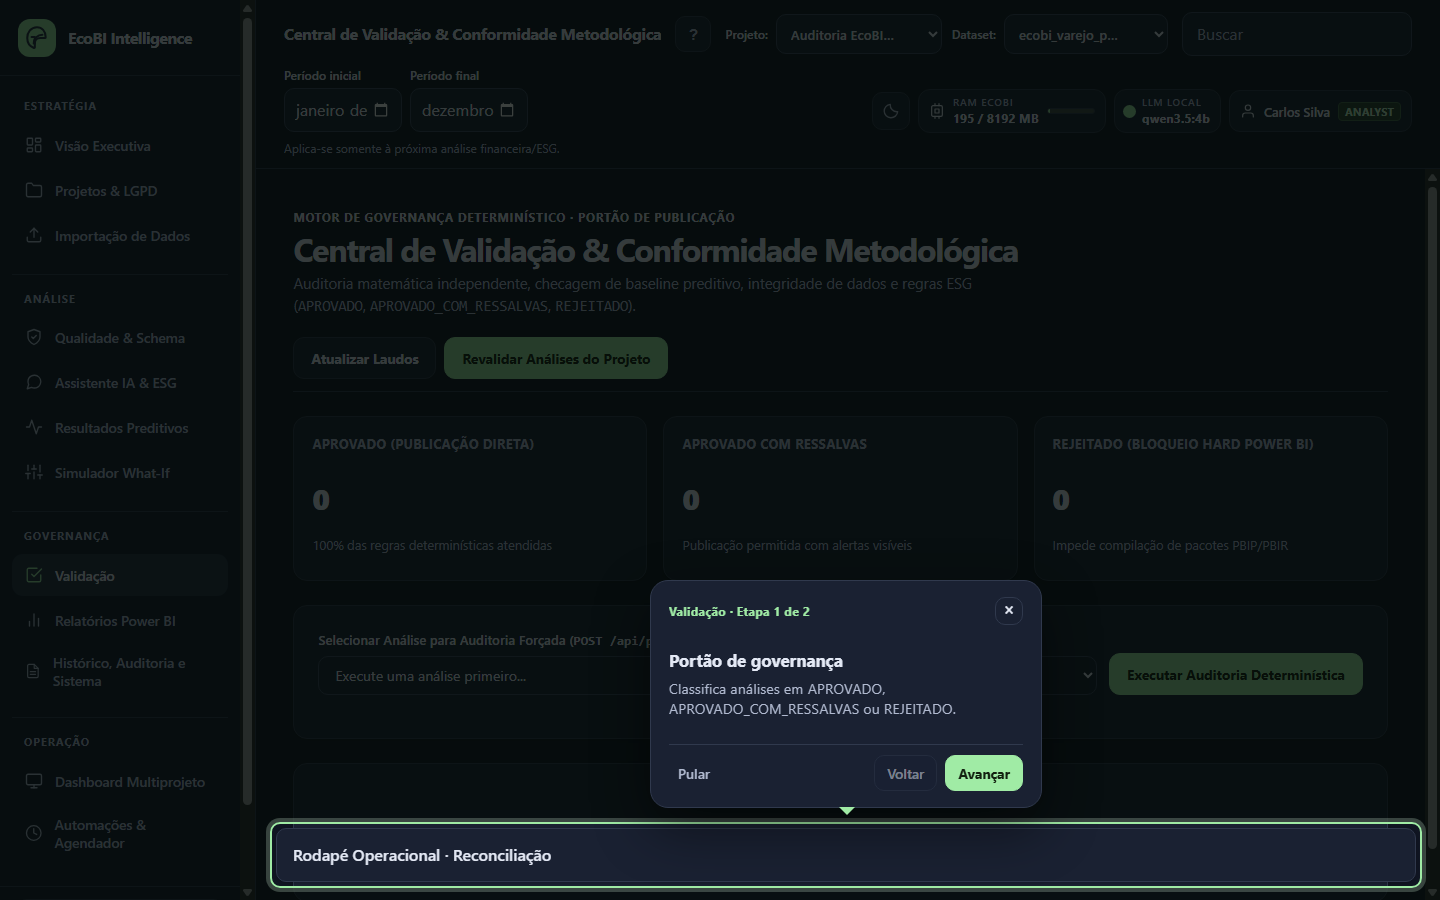 EcoBI Intelligence
ESTRATÉGIA
Visão Executiva
Projetos & LGPD
Importação de Dados
ANÁLISE
Qualidade & Schema
Assistente IA & ESG
Resultados Preditivos
Simulador What-If
GOVERNANÇA
Validação
Relatórios Power BI
Histórico, Auditoria e
Sistema
OPERAÇÃO
Dashboard Multiprojeto
Automações &
Agendador
Central de Validação & Conformidade Metodológica
?
Projeto:
Auditoria EcoBI...
Dataset:
ecobi_varejo_p...
Buscar
Período inicial
Período final
janeiro de
dezembro
Aplica-se somente à próxima análise financeira/ESG.
RAM ECOBI
195 / 8192 MB
LLM LOCAL
qwen3.5:4b
Carlos Silva
ANALYST
MOTOR DE GOVERNANÇA DETERMINÍSTICO · PORTÃO DE PUBLICAÇÃO
Central de Validação & Conformidade Metodológica
Auditoria matemática independente, checagem de baseline preditivo, integridade de dados e regras ESG
(APROVADO, APROVADO_COM_RESSALVAS, REJEITADO).
Atualizar Laudos
Revalidar Análises do Projeto
APROVADO (PUBLICAÇÃO DIRETA)
0
100% das regras determinísticas atendidas
APROVADO COM RESSALVAS
0
Publicação permitida com alertas visíveis
REJEITADO (BLOQUEIO HARD POWER BI)
0
Impede compilação de pacotes PBIP/PBIR
Selecionar Análise para Auditoria Forçada (POST /api/p
Execute uma análise primeiro...
Executar Auditoria Determinística
Validação · Etapa 1 de 2
×
Portão de governança
Classifica análises em APROVADO,
APROVADO_COM_RESSALVAS ou REJEITADO.
Pular
Voltar
Avançar
Rodapé Operacional · Reconciliação